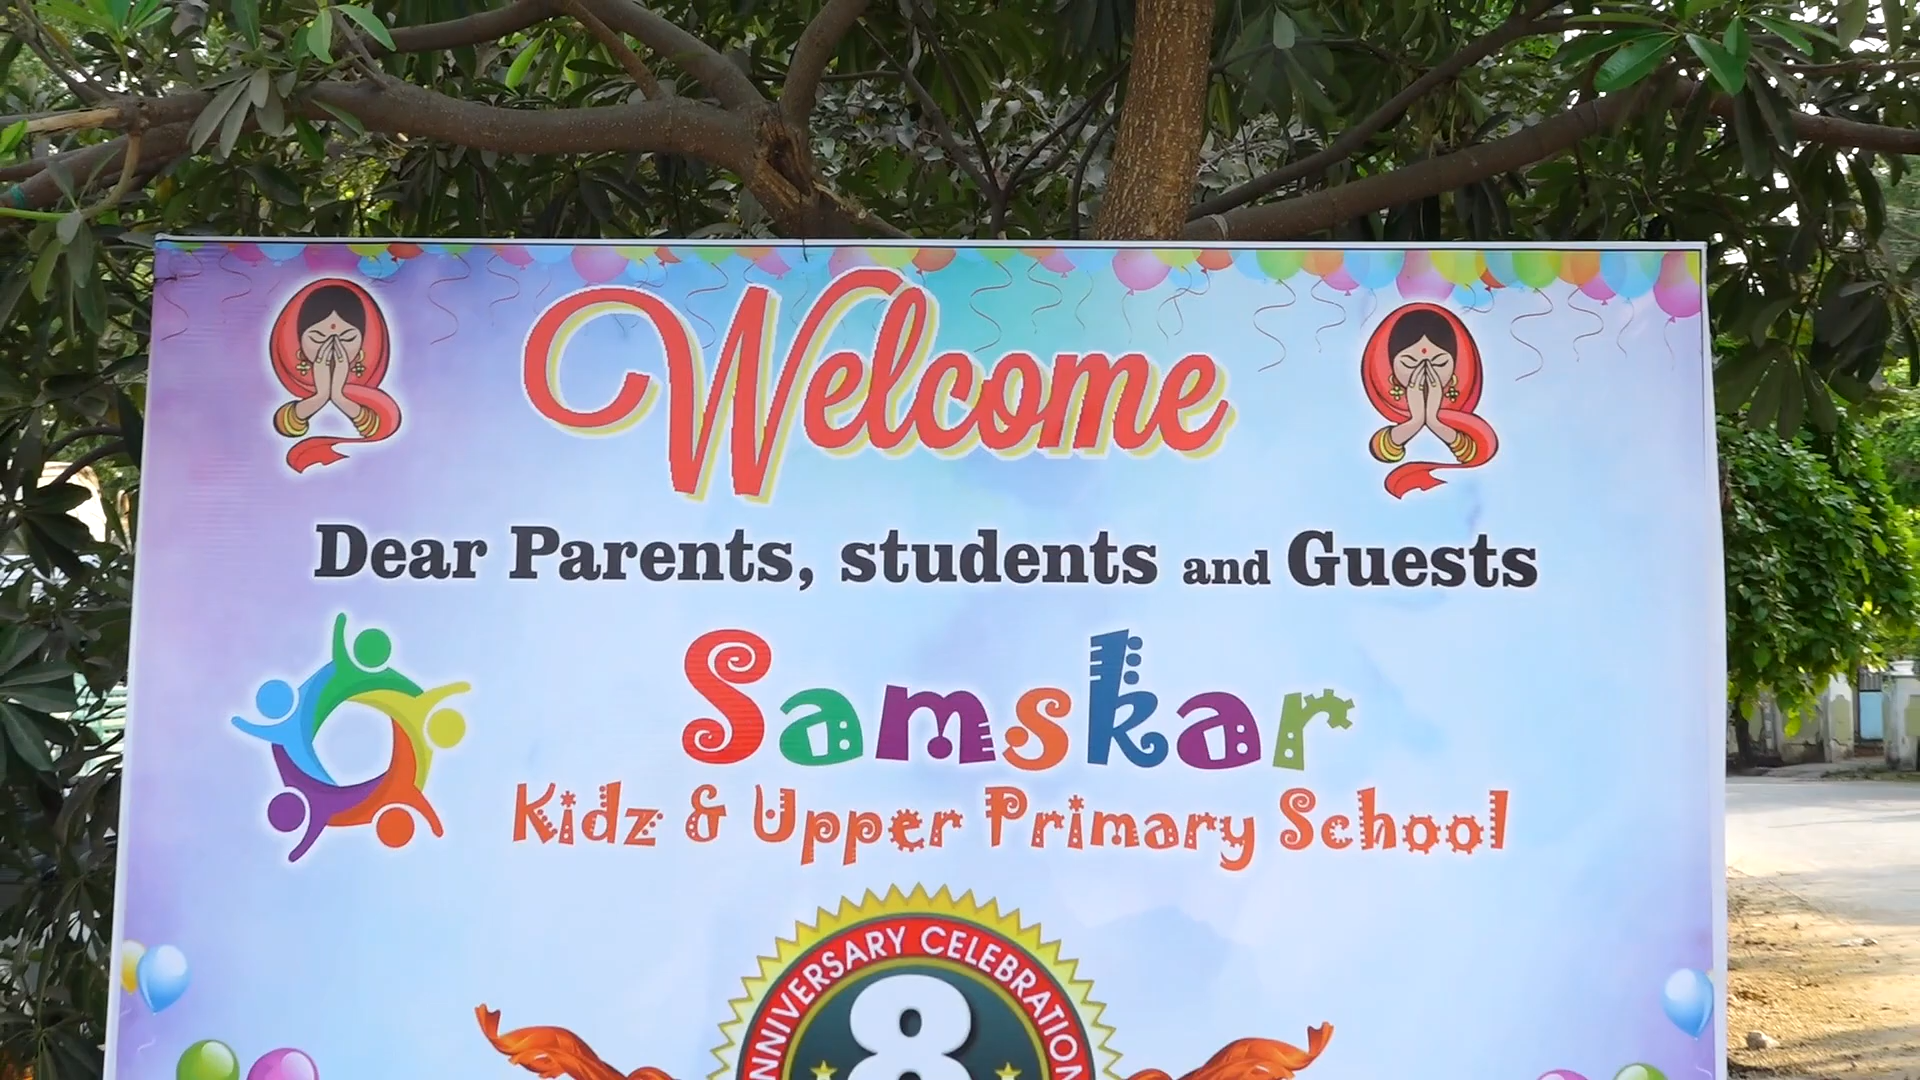 Welcome
Dear Parents, students and Guests
Samskar
Kidz & Upper Primary School
ANNIVERSARY CELEBRATION
8